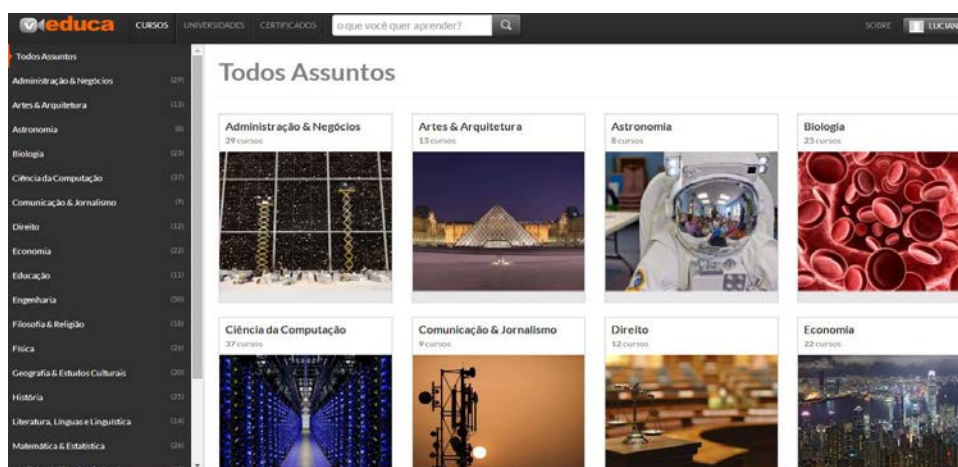 veduca CURSOS UNIVERSIDADES CERTIFICADOS o que você quer aprender? SOBRE LUCIAN
Todos Assuntos
Administração & Negócios (29)
Artes & Arquitetura (13)
Astronomia (8)
Biologia (23)
Ciência da Computação (37)
Comunicação & Jornalismo (9)
Direito (12)
Economia (22)
Educação (11)
Engenharia (50)
Filosofia & Religião (18)
Física (26)
Geografia & Estudos Culturais (20)
História (25)
Literatura, Línguas e Linguística (14)
Matemática & Estatística (26)
Todos Assuntos
Administração & Negócios
29 cursos
Artes & Arquitetura
13 cursos
Astronomia
8 cursos
Biologia
23 cursos
Ciência da Computação
37 cursos
Comunicação & Jornalismo
9 cursos
Direito
12 cursos
Economia
22 cursos